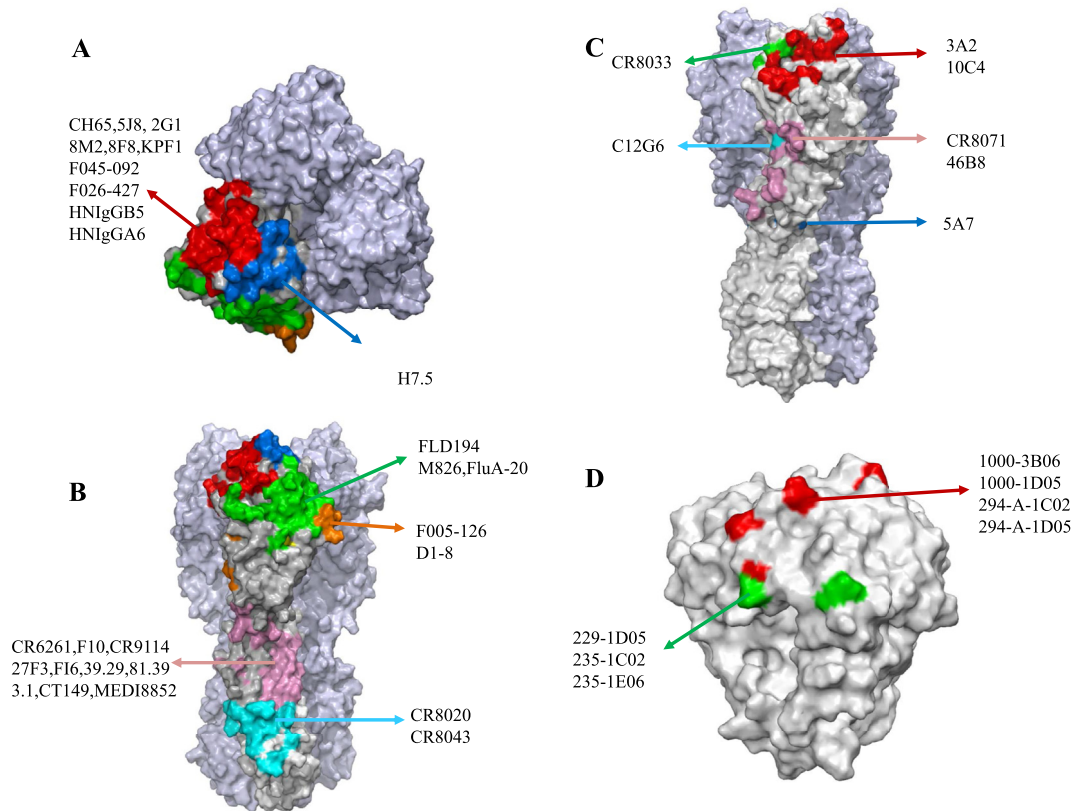 A
CH65,5J8, 2G1
8M2,8F8,KPF1
F045-092
F026-427
HNIgGB5
HNIgGA6
H7.5
B
FLD194
M826,FluA-20
F005-126
D1-8
CR6261,F10,CR9114
27F3,FI6,39.29,81.39
3.1,CT149,MEDI8852
CR8020
CR8043
C
CR8033
3A2
10C4
C12G6
CR8071
46B8
5A7
D
1000-3B06
1000-1D05
294-A-1C02
294-A-1D05
229-1D05
235-1C02
235-1E06